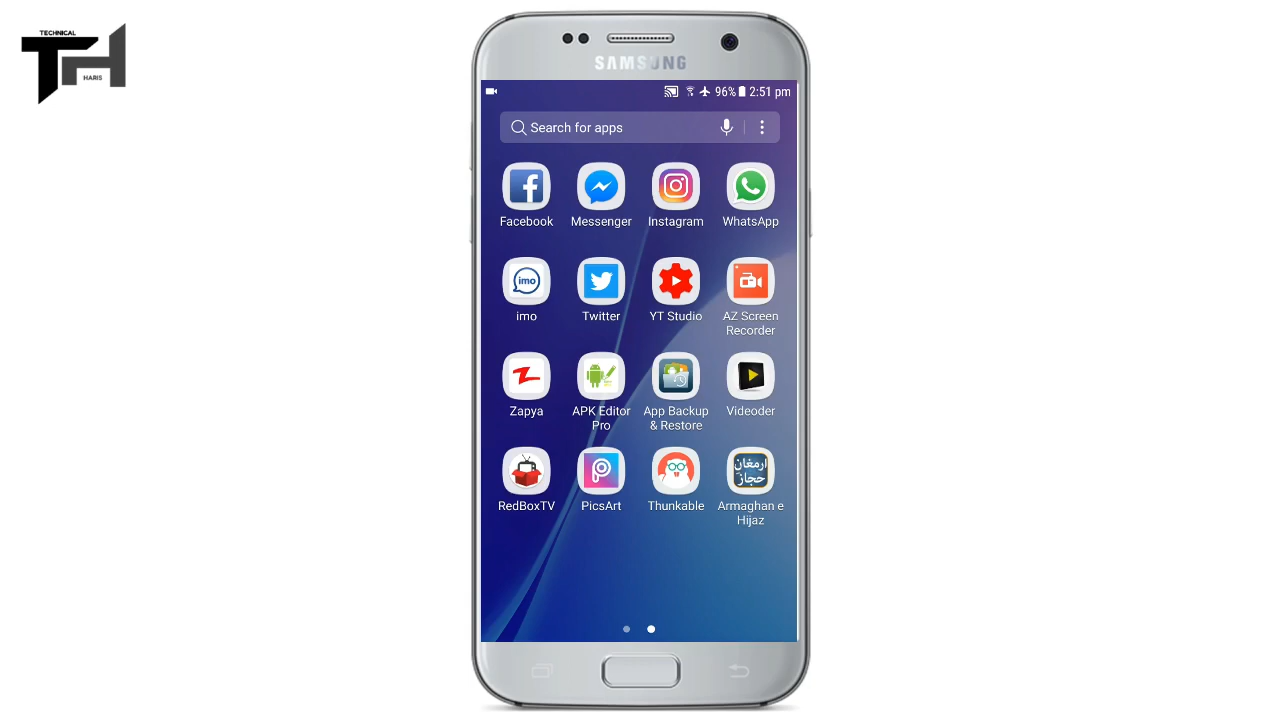 TECHNICAL
TH
HARIS
SAMSUNG
96% 2:51 pm
Search for apps
Facebook Messenger Instagram WhatsApp
imo
imo Twitter YT Studio AZ Screen
Recorder
Zapya APK Editor App Backup Videoder
Pro & Restore
ارمغانِ
حجاز
RedBoxTV PicsArt Thunkable Armaghan e
Hijaz